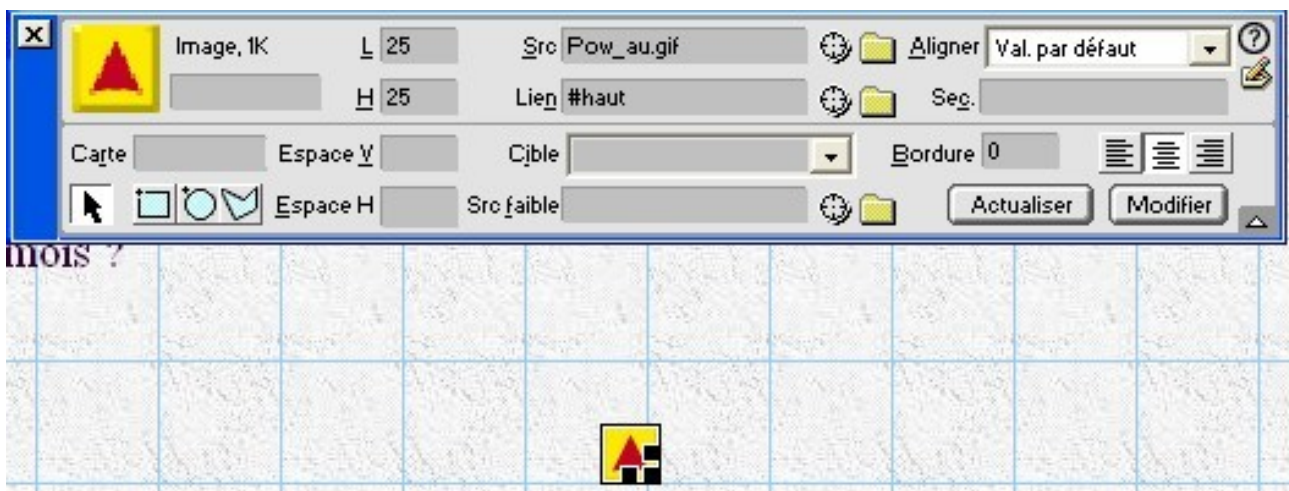 Image, 1K L 25 Src Pow_au.gif Aligner Val. par défaut
H 25 Lien #haut Sec.
Carte Espace V Cible Bordure 0
Espace H Src faible Actualiser Modifier
mois ?